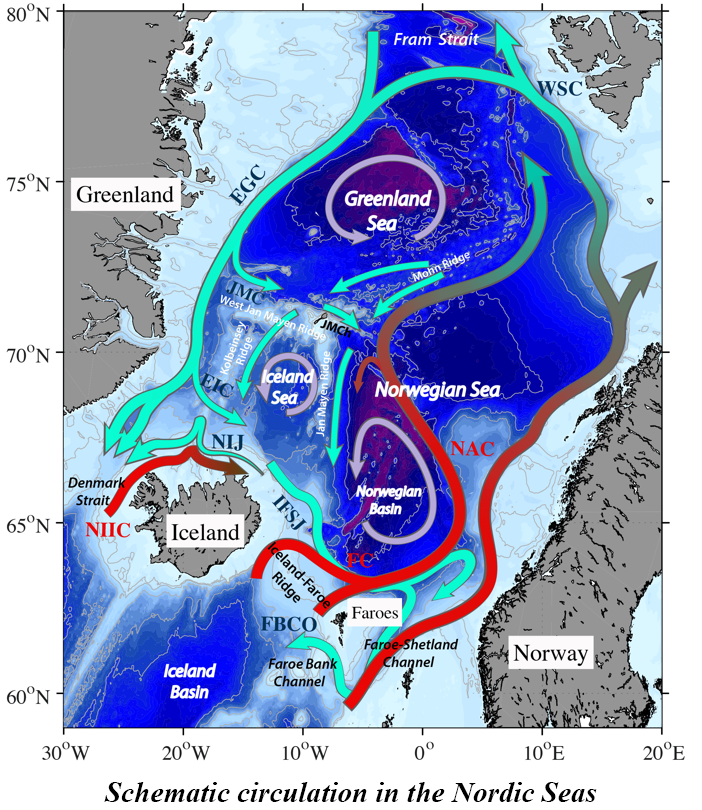 80°N
75°N
70°N
65°N
60°N
30°W
20°W
10°W
0°
10°E
20°E
Fram Strait
WSC
EGC
Greenland
Greenland
Sea
Mohn Ridge
JMC
West Jan Mayen Ridge
JMCh
Kolbeinsey
Ridge
Iceland
Sea
Jan Mayen Ridge
Norwegian Sea
EIC
NIJ
NAC
Denmark
Strait
NIIC
Iceland
IFSJ
Norwegian
Basin
FC
Iceland-Faroe
Ridge
Faroes
FBCO
Faroe-Shetland
Channel
Faroe Bank
Channel
Iceland
Basin
Norway
Schematic circulation in the Nordic Seas